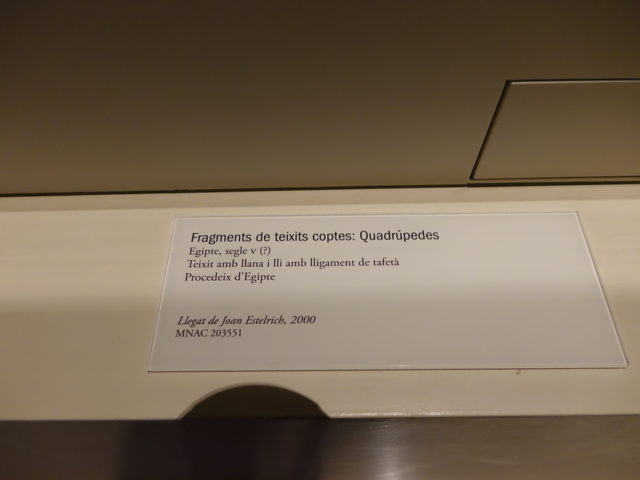 Fragments de teixits coptes: Quadrúpedes
Egipte, segle v (?)
Teixit amb llana i lli amb lligament de tafetà
Procedeix d'Egipte
Llegat de Joan Estelrich, 2000
MNAC 203551